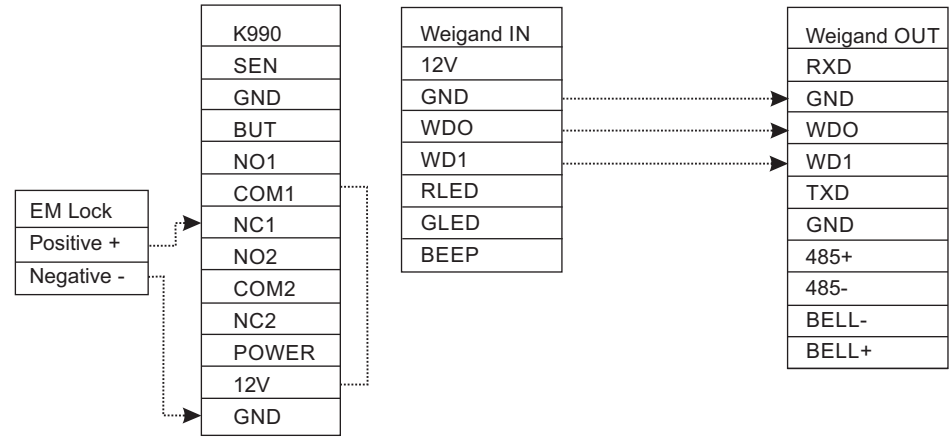 EM Lock
Positive +
Negative -
K990
SEN
GND
BUT
NO1
COM1
NC1
NO2
COM2
NC2
POWER
12V
GND
Weigand IN
12V
GND
WDO
WD1
RLED
GLED
BEEP
Weigand OUT
RXD
GND
WDO
WD1
TXD
GND
485+
485-
BELL-
BELL+